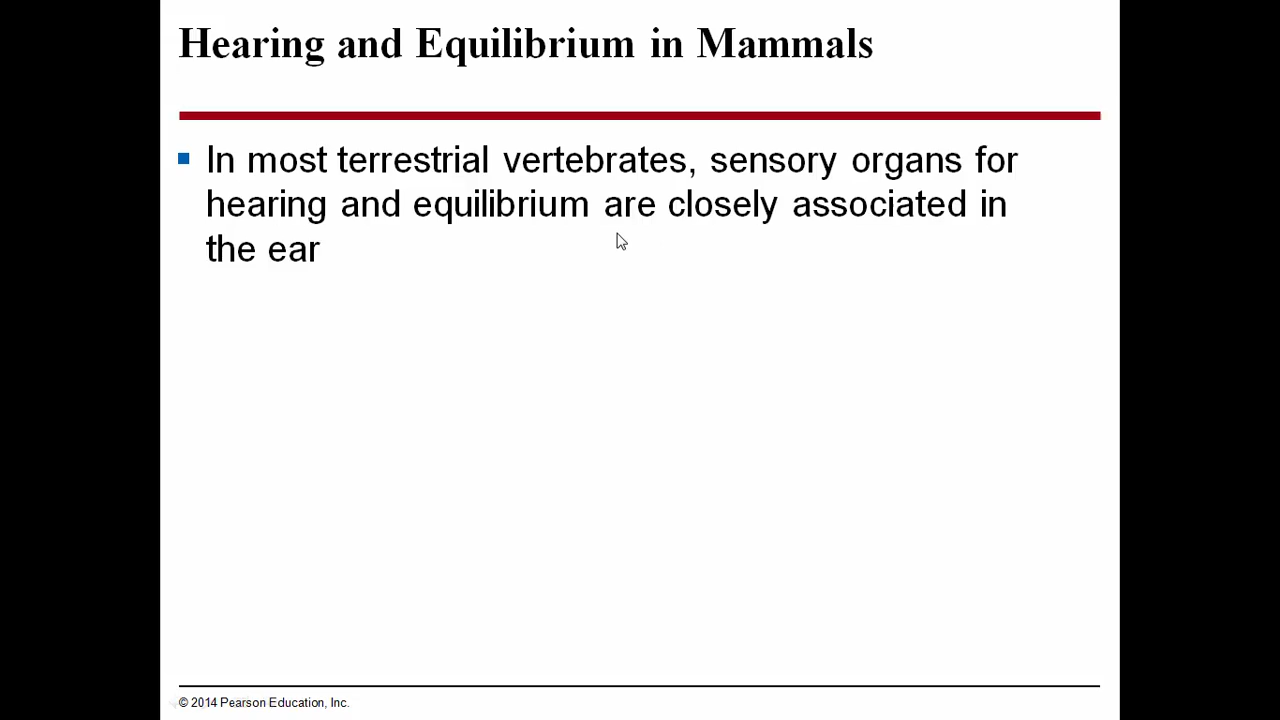 Hearing and Equilibrium in Mammals
In most terrestrial vertebrates, sensory organs for
hearing and equilibrium are closely associated in
the ear
© 2014 Pearson Education, Inc.